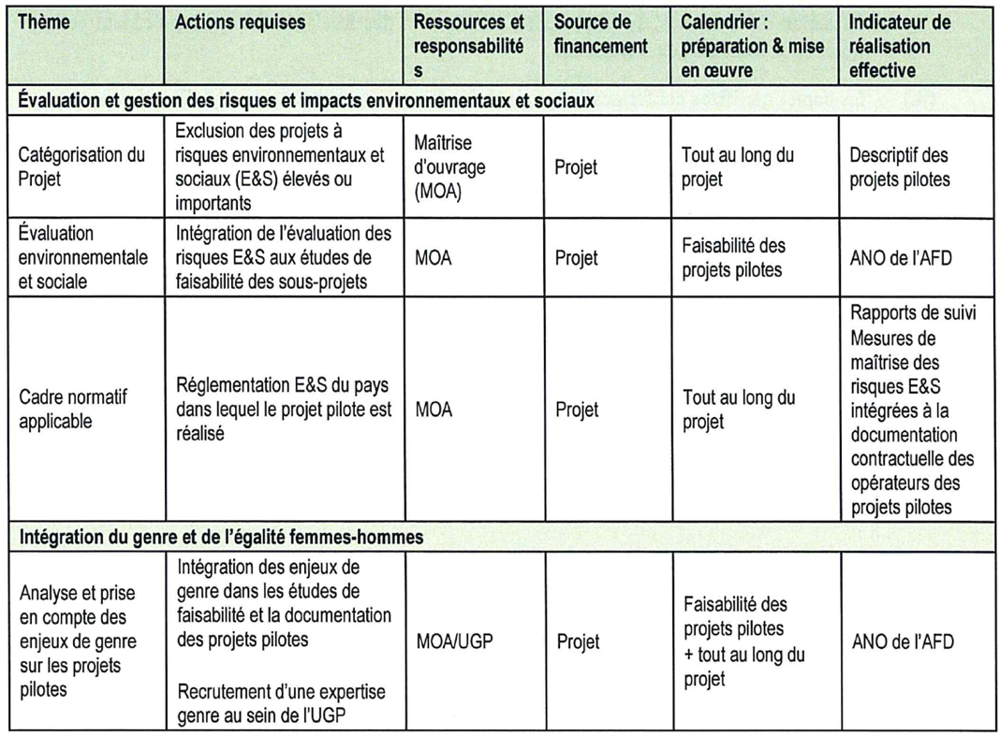 Thème
Actions requises
Ressources et
responsabilité
s
Source de
financement
Calendrier :
préparation & mise
en œuvre
Indicateur de
réalisation
effective
Évaluation et gestion des risques et impacts environnementaux et sociaux
Catégorisation du
Projet
Exclusion des projets à
risques environnementaux et
sociaux (E&S) élevés ou
importants
Maîtrise
d'ouvrage
(MOA)
Projet
Tout au long du
projet
Descriptif des
projets pilotes
Évaluation
environnementale
et sociale
Intégration de l'évaluation des
risques E&S aux études de
faisabilité des sous-projets
MOA
Projet
Faisabilité des
projets pilotes
ANO de l'AFD
Cadre normatif
applicable
Réglementation E&S du pays
dans lequel le projet pilote est
réalisé
MOA
Projet
Tout au long du
projet
Rapports de suivi
Mesures de
maîtrise des
risques E&S
intégrées à la
documentation
contractuelle des
opérateurs des
projets pilotes
Intégration du genre et de l'égalité femmes-hommes
Analyse et prise
en compte des
enjeux de genre
sur les projets
pilotes
Intégration des enjeux de
genre dans les études de
faisabilité et la documentation
des projets pilotes
Recrutement d'une expertise
genre au sein de l'UGP
MOA/UGP
Projet
Faisabilité des
projets pilotes
+ tout au long du
projet
ANO de l'AFD